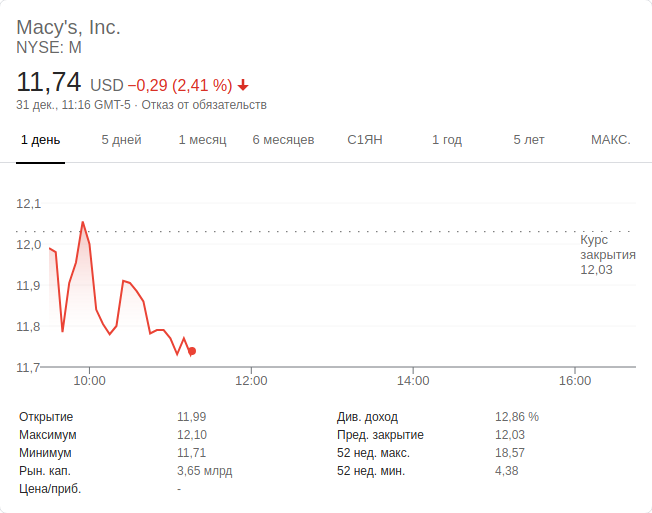 Macy's, Inc.
NYSE: M
11,74 USD −0,29 (2,41 %)
31 дек., 11:16 GMT-5 · Отказ от обязательств
1 день 5 дней 1 месяц 6 месяцев С1ЯН 1 год 5 лет МАКС.
12,1
12,0
11,9
11,8
11,7
Курс
закрытия
12,03
10:00 12:00 14:00 16:00
Открытие 11,99 Див. доход 12,86 %
Максимум 12,10 Пред. закрытие 12,03
Минимум 11,71 52 нед. макс. 18,57
Рын. кап. 3,65 млрд 52 нед. мин. 4,38
Цена/приб. -